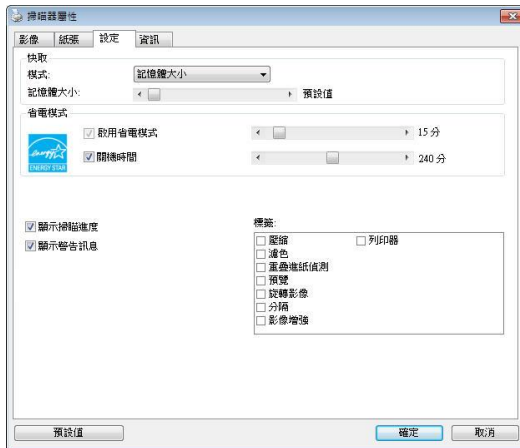 掃瞄器屬性
影像 紙張 設定 資訊
快取
模式: 記憶體大小
記憶體大小: 預設值
省電模式
啟用省電模式 15 分
關機時間 240 分
ENERGY STAR
顯示掃瞄進度
顯示警告訊息
標籤:
壓縮 列印器
濾色
重疊進紙偵測
預覽
旋轉影像
分隔
影像增強
預設值 確定 取消